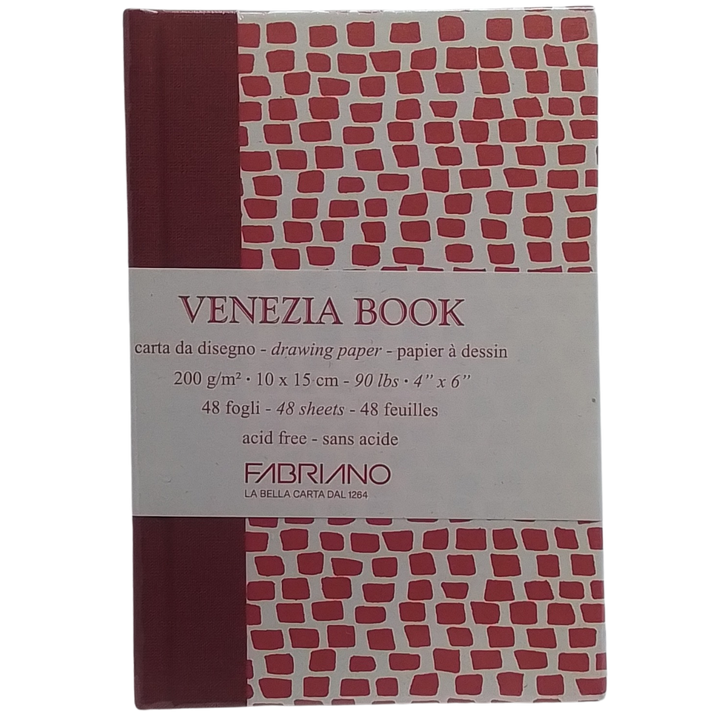 VENEZIA BOOK
carta da disegno - drawing paper - papier à dessin
200 g/m² · 10 x 15 cm - 90 lbs · 4” x 6”
48 fogli - 48 sheets - 48 feuilles
acid free - sans acide
FABRIANO
LA BELLA CARTA DAL 1264